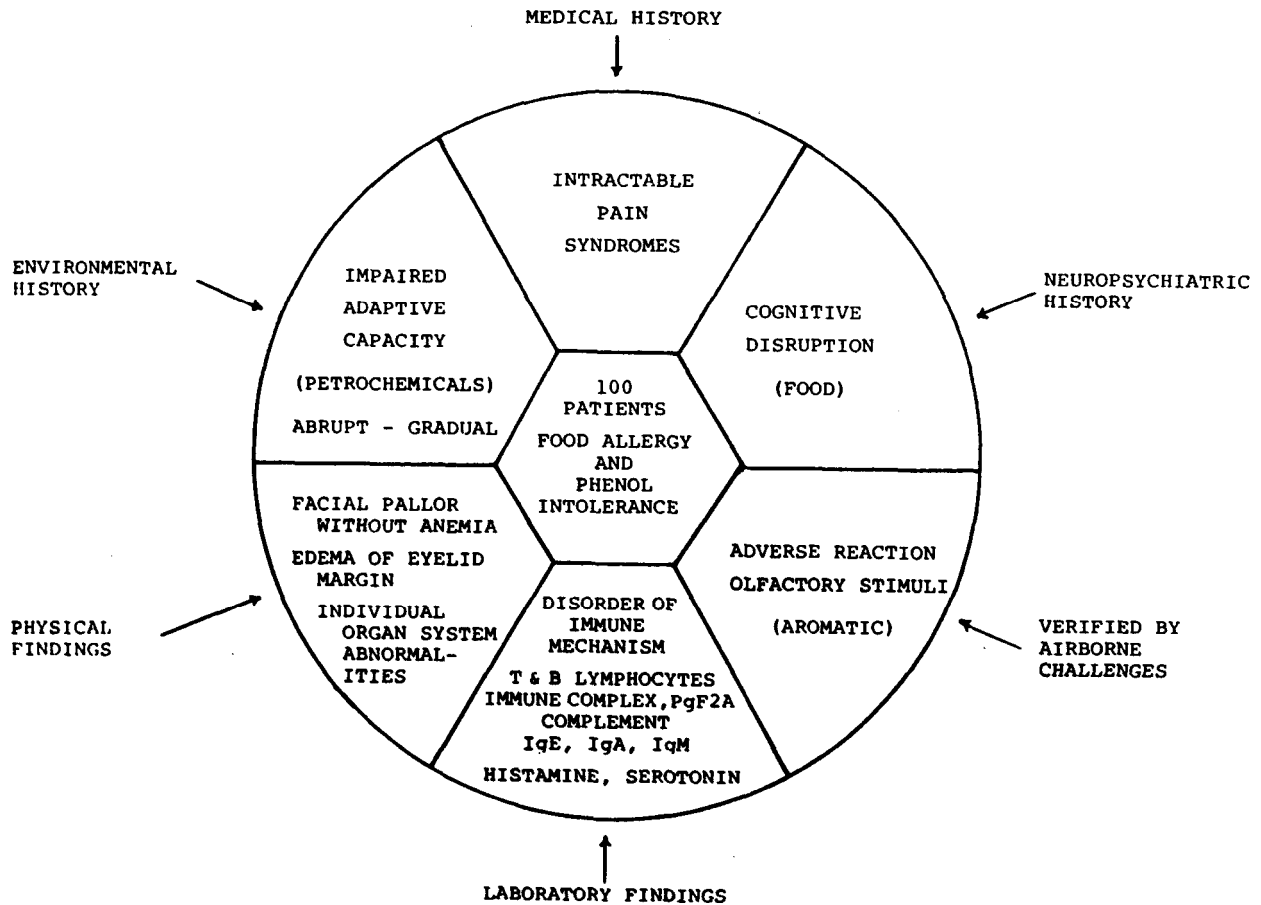 MEDICAL HISTORY
INTRACTABLE
PAIN
SYNDROMES
ENVIRONMENTAL
HISTORY
IMPAIRED
ADAPTIVE
CAPACITY
(PETROCHEMICALS)
ABRUPT - GRADUAL
NEUROPSYCHIATRIC
HISTORY
COGNITIVE
DISRUPTION
(FOOD)
100
PATIENTS
FOOD ALLERGY
AND
PHENOL
INTOLERANCE
PHYSICAL
FINDINGS
FACIAL PALLOR
WITHOUT ANEMIA
EDEMA OF EYELID
MARGIN
INDIVIDUAL
ORGAN SYSTEM
ABNORMAL-
ITIES
DISORDER OF
IMMUNE
MECHANISM
T & B LYMPHOCYTES
IMMUNE COMPLEX, PgF2A
COMPLEMENT
IgE, IgA, IgM
HISTAMINE, SEROTONIN
ADVERSE REACTION
OLFACTORY STIMULI
(AROMATIC)
VERIFIED BY
AIRBORNE
CHALLENGES
LABORATORY FINDINGS